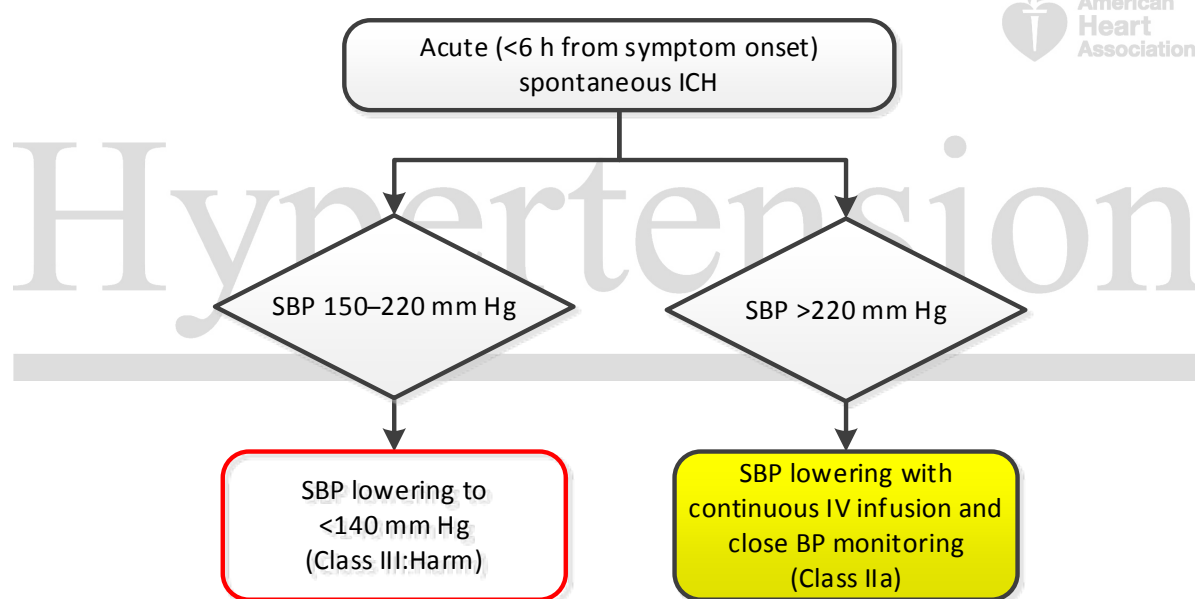 American
Heart
Association
Acute (<6 h from symptom onset)
spontaneous ICH
Hypertension
SBP 150–220 mm Hg
SBP >220 mm Hg
SBP lowering to
<140 mm Hg
(Class III:Harm)
SBP lowering with
continuous IV infusion and
close BP monitoring
(Class IIa)